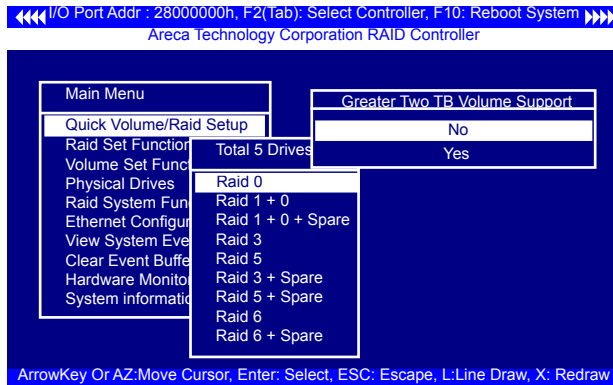 I/O Port Addr : 28000000h, F2(Tab): Select Controller, F10: Reboot System
Areca Technology Corporation RAID Controller
Main Menu
Quick Volume/Raid Setup
Raid Set Function
Volume Set Funct
Physical Drives
Raid System Fun
Ethernet Configur
View System Eve
Clear Event Buffe
Hardware Monitor
System informatio
Total 5 Drives
Raid 0
Raid 1 + 0
Raid 1 + 0 + Spare
Raid 3
Raid 5
Raid 3 + Spare
Raid 5 + Spare
Raid 6
Raid 6 + Spare
Greater Two TB Volume Support
No
Yes
ArrowKey Or AZ:Move Cursor, Enter: Select, ESC: Escape, L:Line Draw, X: Redraw